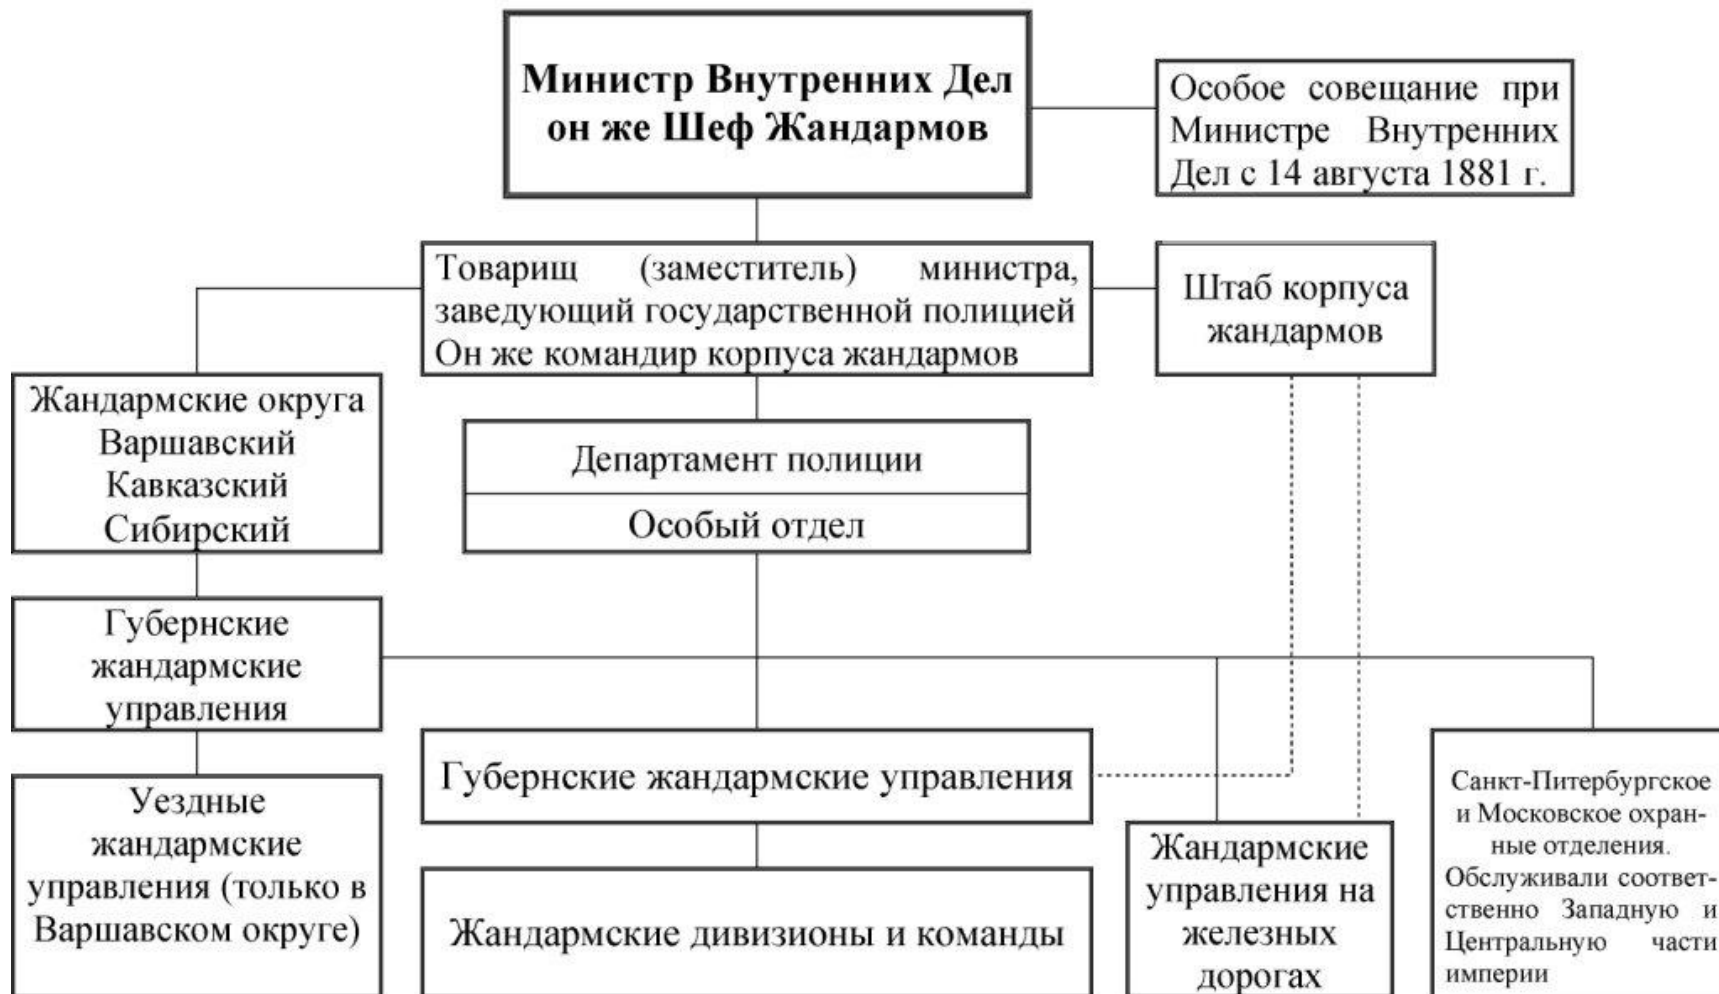 Министр Внутренних Дел
он же Шеф Жандармов
Особое совещание при
Министре Внутренних
Дел с 14 августа 1881 г.
Товарищ (заместитель) министра,
заведующий государственной полицией
Он же командир корпуса жандармов
Штаб корпуса
жандармов
Жандармские округа
Варшавский
Кавказский
Сибирский
Департамент полиции
Особый отдел
Губернские
жандармские
управления
Губернские жандармские управления
Уездные
жандармские
управления (только в
Варшавском округе)
Жандармские дивизионы и команды
Жандармские
управления на
железных
дорогах
Санкт-Питербургское
и Московское охран-
ные отделения.
Обслуживали соответ-
ственно Западную и
Центральную части
империи